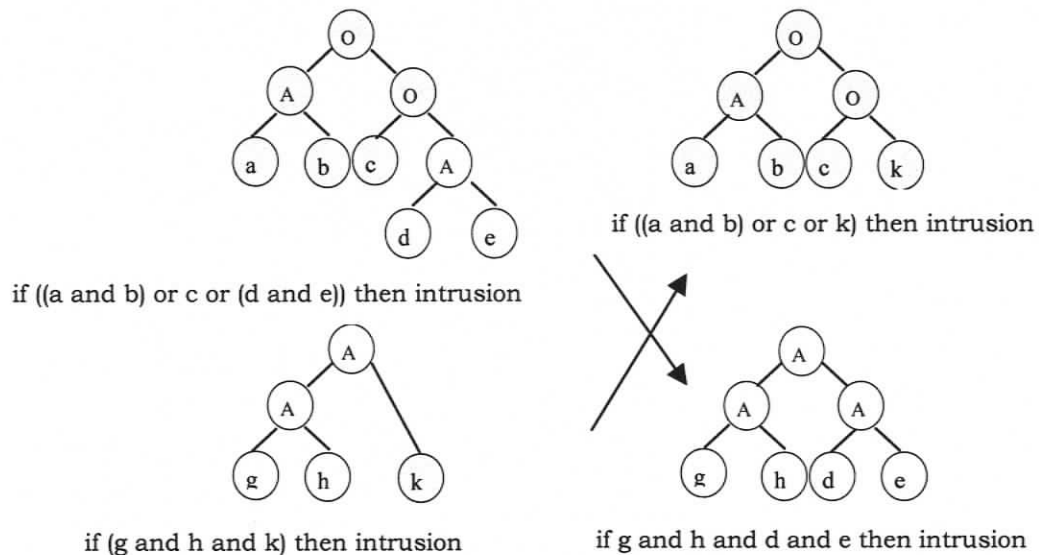 O
A O
a b c A
d e
if ((a and b) or c or (d and e)) then intrusion
O
A O
a b c k
if ((a and b) or c or k) then intrusion
A
A
g h k
if (g and h and k) then intrusion
A
A A
g h d e
if g and h and d and e then intrusion